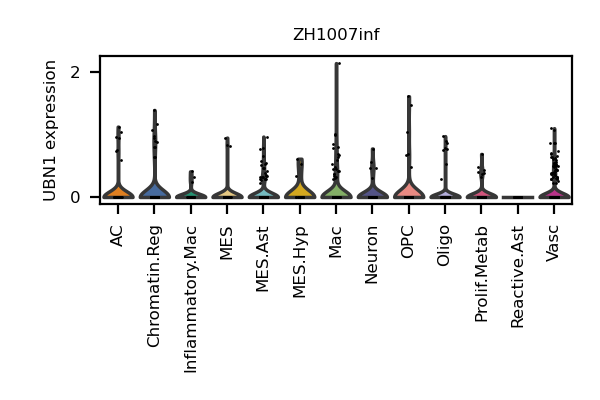 ZH1007inf
UBN1 expression
2
0
AC
Chromatin.Reg
Inflammatory.Mac
MES
MES.Ast
MES.Hyp
Mac
Neuron
OPC
Oligo
Prolif.Metab
Reactive.Ast
Vasc